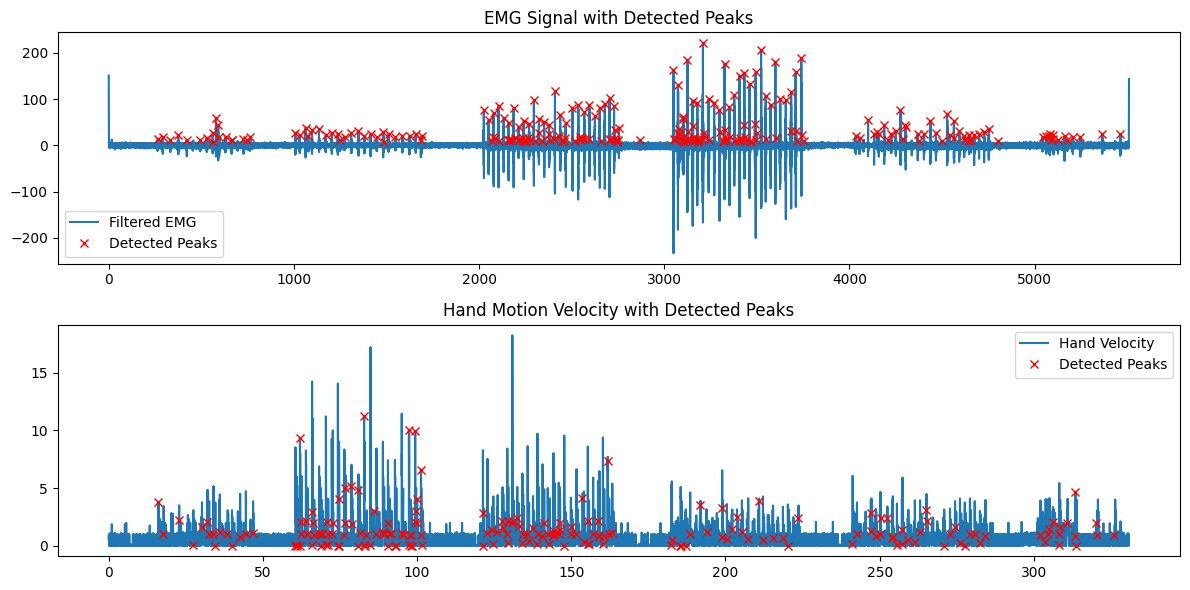 EMG Signal with Detected Peaks
200
100
0
−100
−200
Filtered EMG
Detected Peaks
0 1000 2000 3000 4000 5000
Hand Motion Velocity with Detected Peaks
15
10
5
0
Hand Velocity
Detected Peaks
0 50 100 150 200 250 300